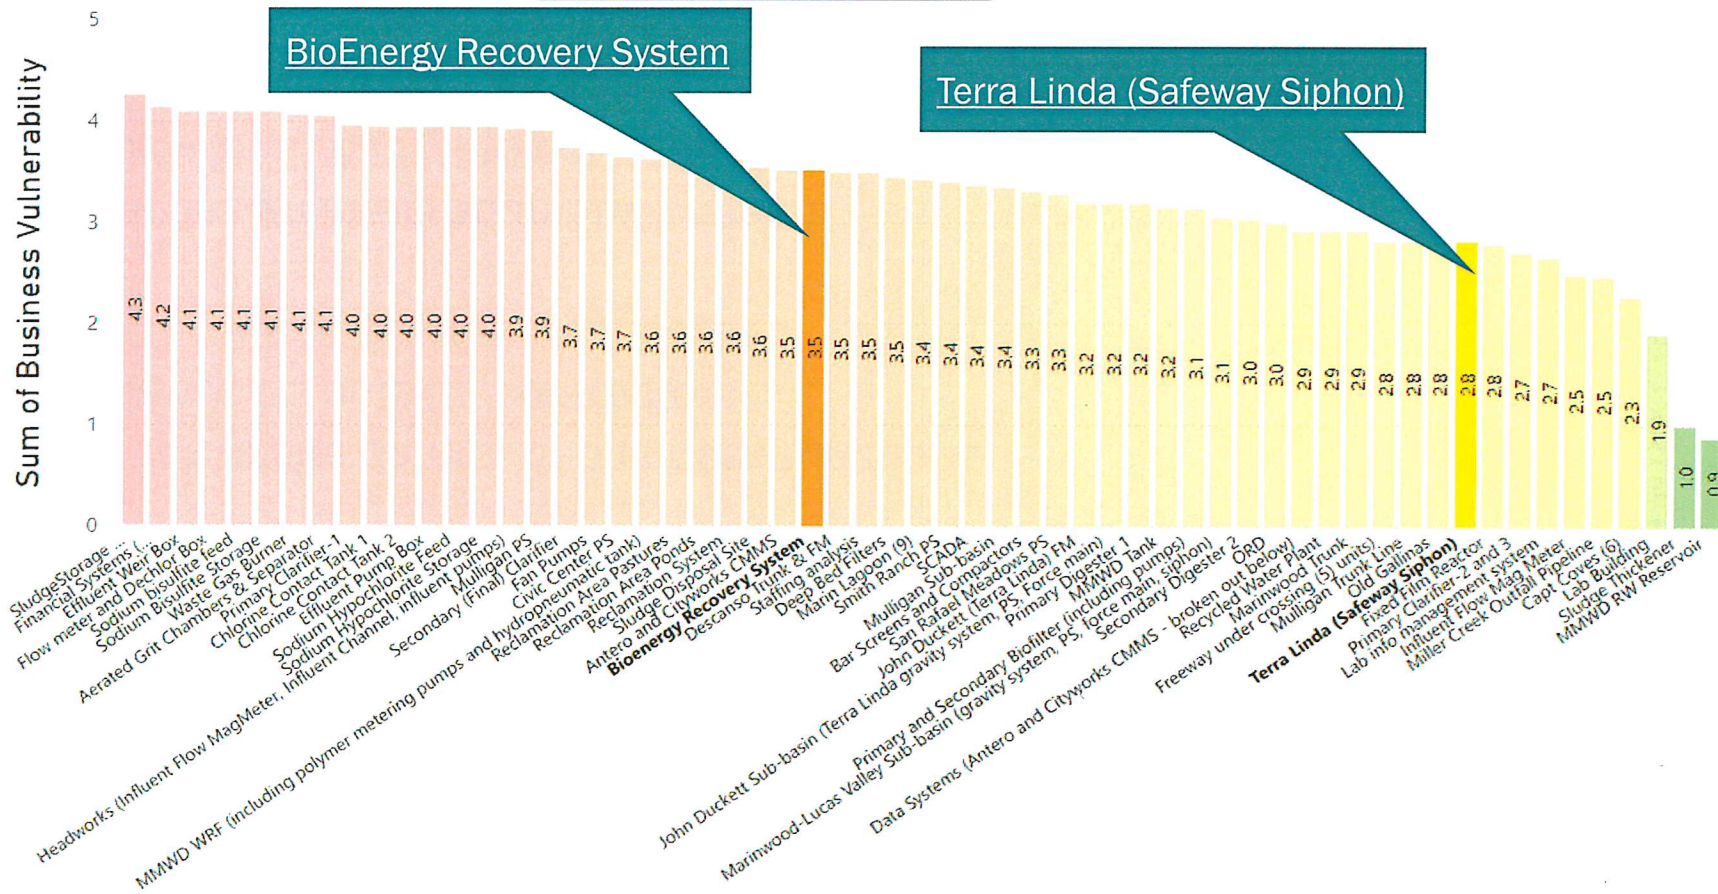 Sum of Business Vulnerability
5
4
3
2
1
0
BioEnergy Recovery System
Terra Linda (Safeway Siphon)
4.3
4.2
4.1
4.1
4.1
4.1
4.1
4.1
4.0
4.0
4.0
4.0
4.0
4.0
3.9
3.9
3.7
3.7
3.7
3.6
3.6
3.6
3.6
3.6
3.5
3.5
3.5
3.5
3.5
3.4
3.4
3.4
3.4
3.3
3.3
3.2
3.2
3.2
3.2
3.1
3.1
3.0
3.0
2.9
2.9
2.9
2.8
2.8
2.8
2.8
2.8
2.7
2.7
2.5
2.5
2.3
1.9
1.0
0.9
SludgeStorage ...
Financial Systems (...
Effluent Weir Box
Flow meter and Dechlor Box
Sodium bisulfite feed
Sodium Bisulfite Storage
Waste Gas Burner
Aerated Grit Chambers & Separator
Primary Clarifier-1
Chlorine Contact Tank 1
Chlorine Contact Tank 2
Effluent Pump Box
Sodium Hypochlorite Feed
Sodium Hypochlorite Storage
Headworks (Influent Flow MagMeter, Influent Channel, influent pumps)
Mulligan PS
Secondary (Final) Clarifier
Fan Pumps
Civic Center PS
MMWD WRF (including polymer metering pumps and hydropneumatic tank)
Reclamation Area Pastures
Reclamation Area Ponds
Reclamation System
Sludge Disposal Site
Antero and Cityworks CMMS
Bioenergy Recovery System
Descanso Trunk & FM
Staffing analysis
Deep Bed Filters
Marin Lagoon (9)
Smith Ranch PS
SCADA
Mulligan Sub-basin
Bar Screens and Compactors
San Rafael Meadows PS
John Duckett (Terra Linda) FM
John Duckett Sub-basin (Terra Linda gravity system, PS, Force main)
Primary Digester 1
MMWD Tank
Primary and Secondary Biofilter (including pumps)
Marinwood-Lucas Valley Sub-basin (gravity system, PS, force main, siphon)
Secondary Digester 2
ORD
Data Systems (Antero and Cityworks CMMS - broken out below)
Recycled Water Plant
Marinwood Trunk
Freeway under crossing (5) units)
Mulligan Trunk Line
Old Gallinas
Terra Linda (Safeway Siphon)
Fixed Film Reactor
Primary Clarifier-2 and 3
Lab info management system
Influent Flow Mag Meter
Miller Creek Outfall Pipeline
Capt. Coves (6)
Lab Building
Sludge Thickener
MMWD RW Reservoir